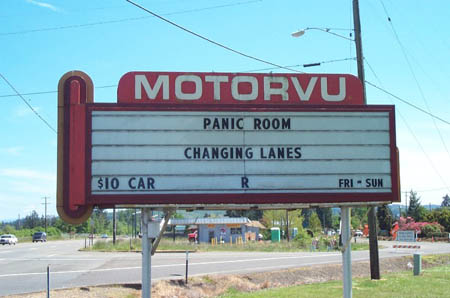 MOTORVU
PANIC ROOM
CHANGING LANES
$10 CAR R FRI - SUN